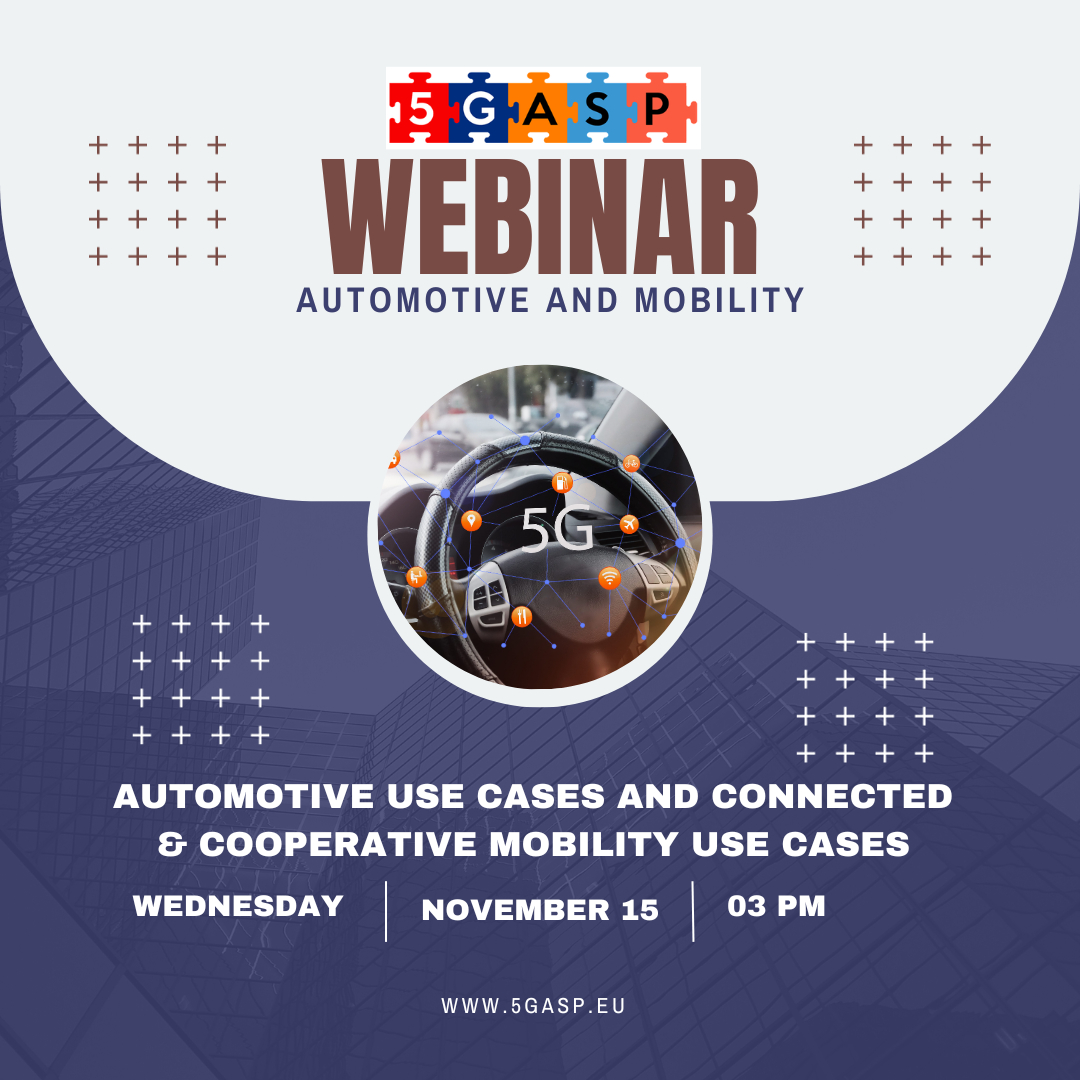 5GASP
WEBINAR
AUTOMOTIVE AND MOBILITY
5G
AUTOMOTIVE USE CASES AND CONNECTED
& COOPERATIVE MOBILITY USE CASES
WEDNESDAY
NOVEMBER 15
03 PM
WWW.5GASP.EU